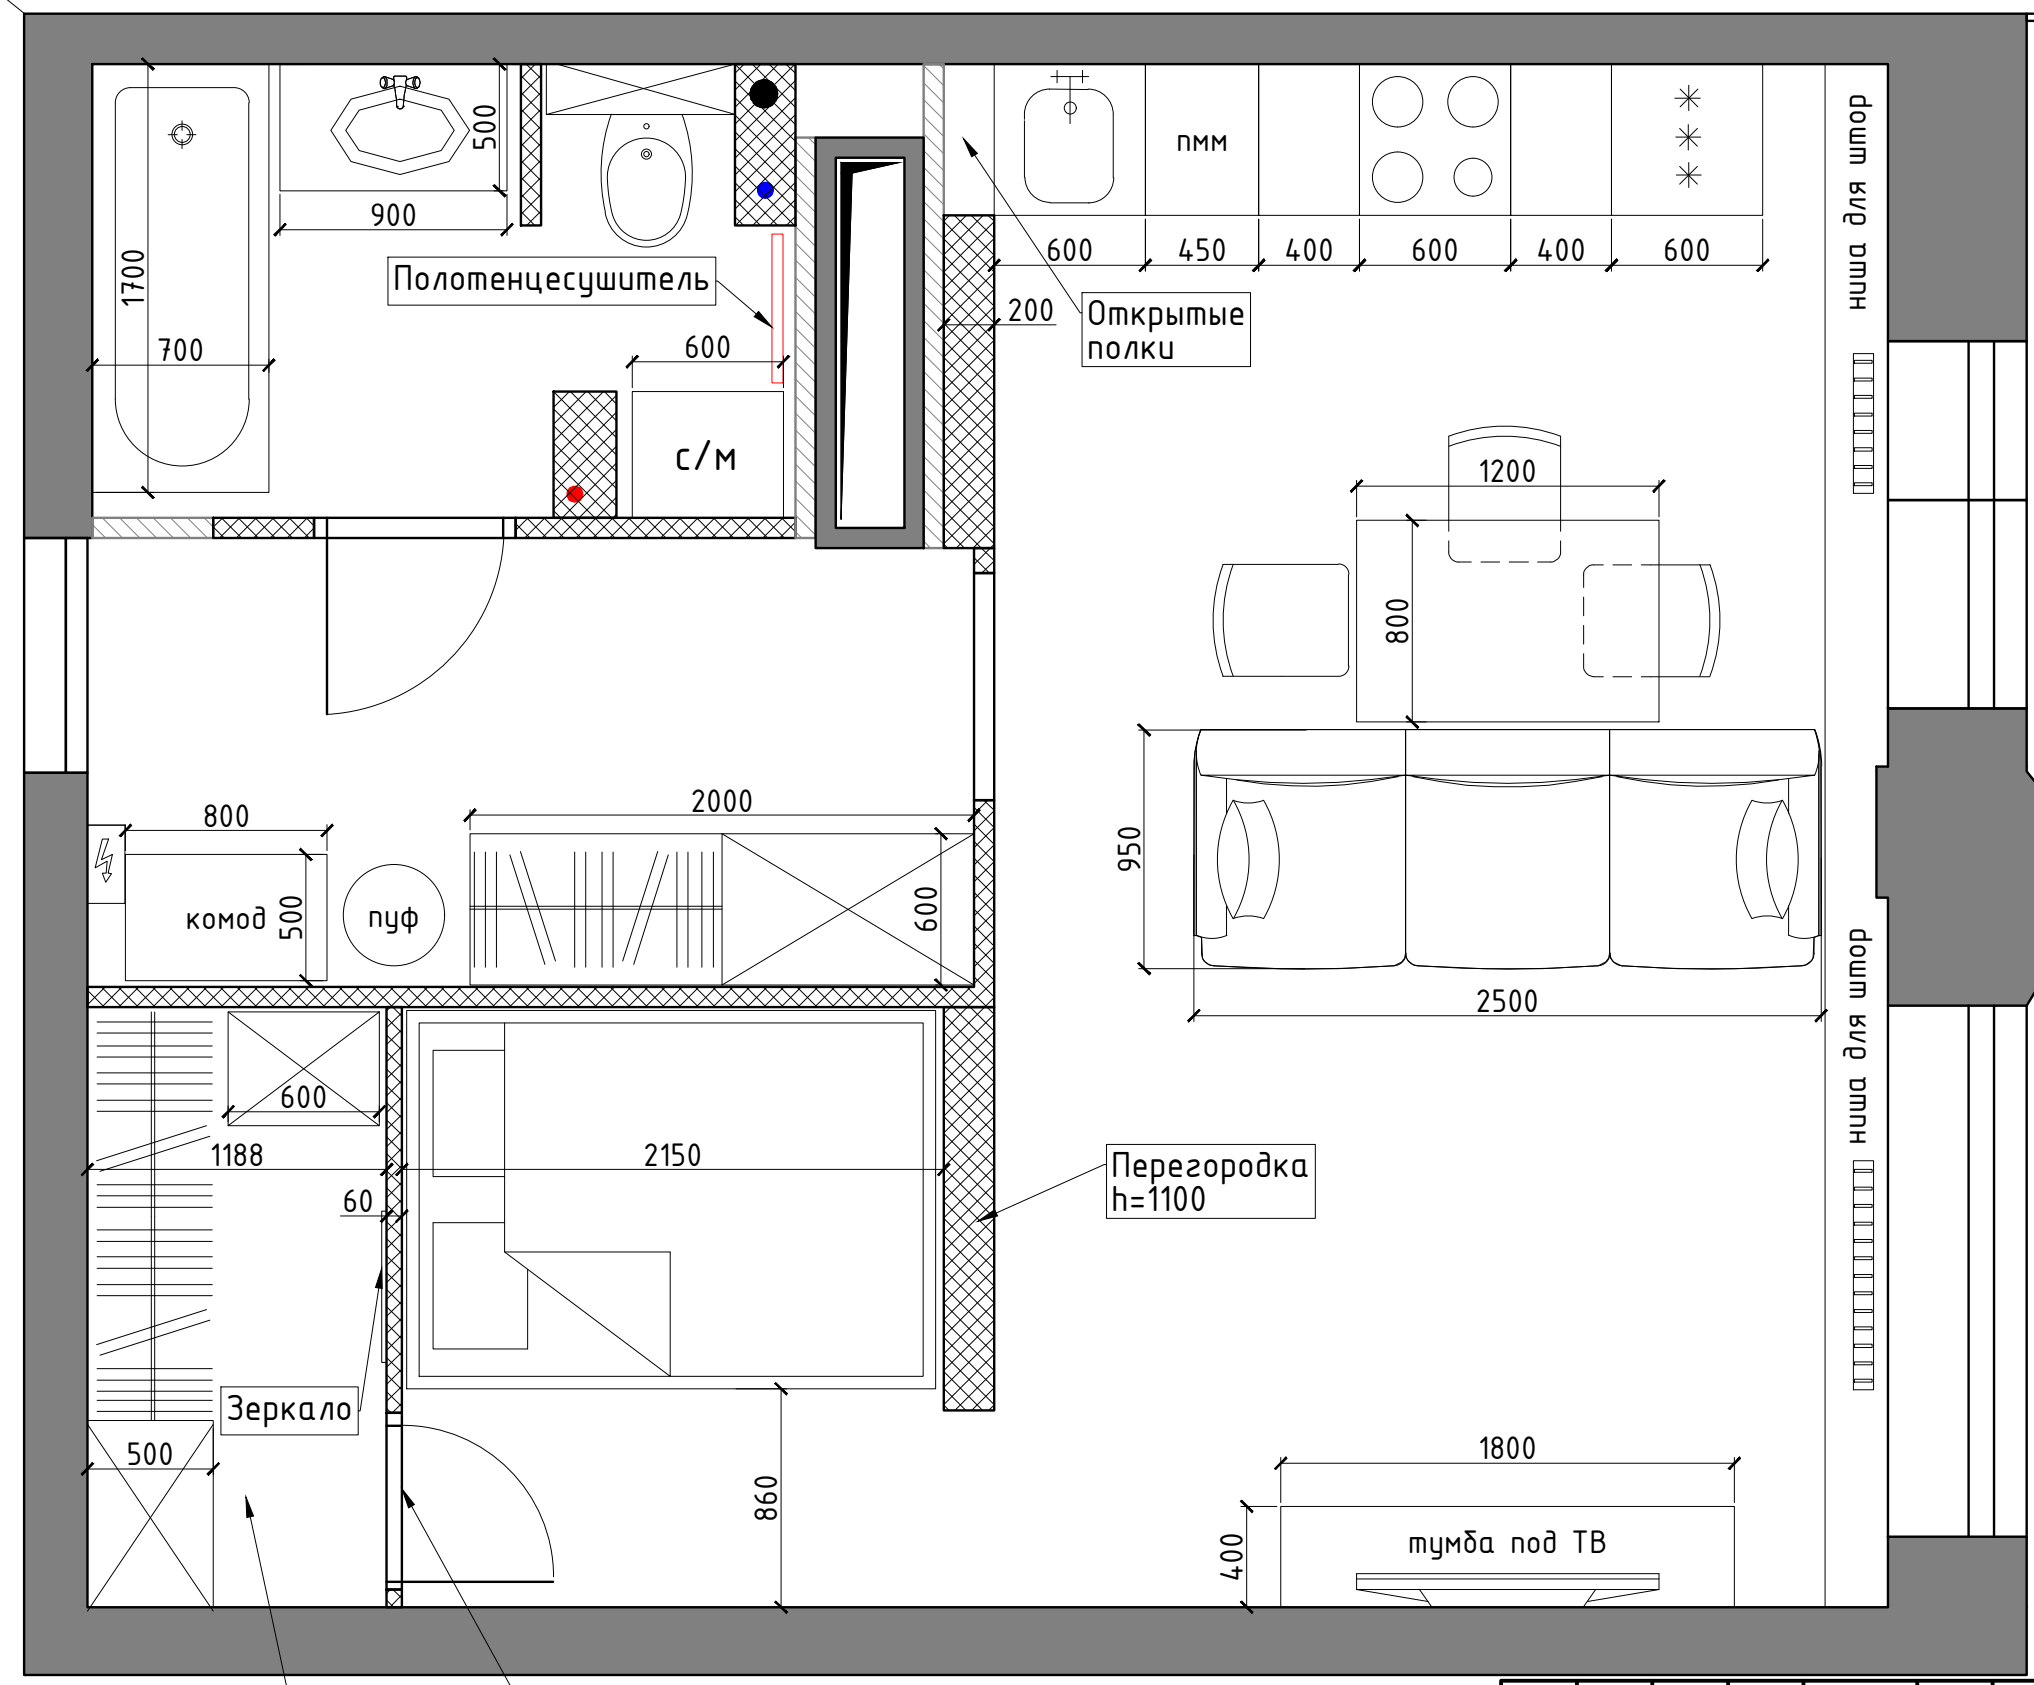 500
900
1700
Полотенцесушитель
700
600
с/м
пмм
600
450
400
600
400
600
200
Открытые
полки
ниша для штор
1200
800
800
комод
500
пуф
2000
600
950
2500
ниша для штор
600
1188
2150
60
Перегородка
h=1100
Зеркало
500
860
1800
400
тумба под ТВ